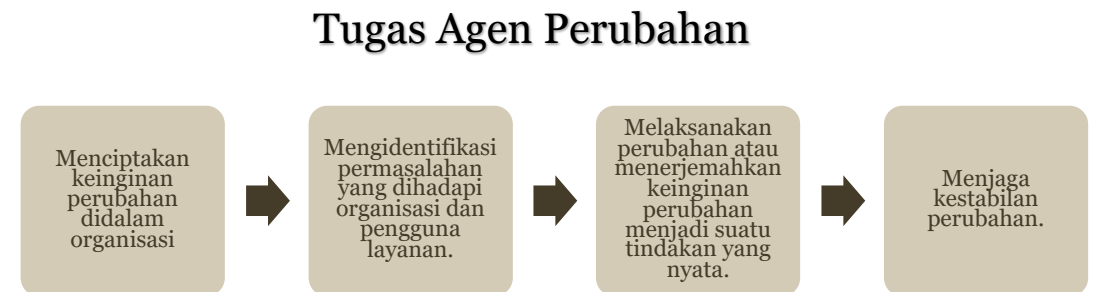 Tugas Agen Perubahan
Menciptakan
keinginan
perubahan
didalam
organisasi
Mengidentifikasi
permasalahan
yang dihadapi
organisasi dan
pengguna
layanan.
Melaksanakan
perubahan atau
menerjemahkan
keinginan
perubahan
menjadi suatu
tindakan yang
nyata.
Menjaga
kestabilan
perubahan.